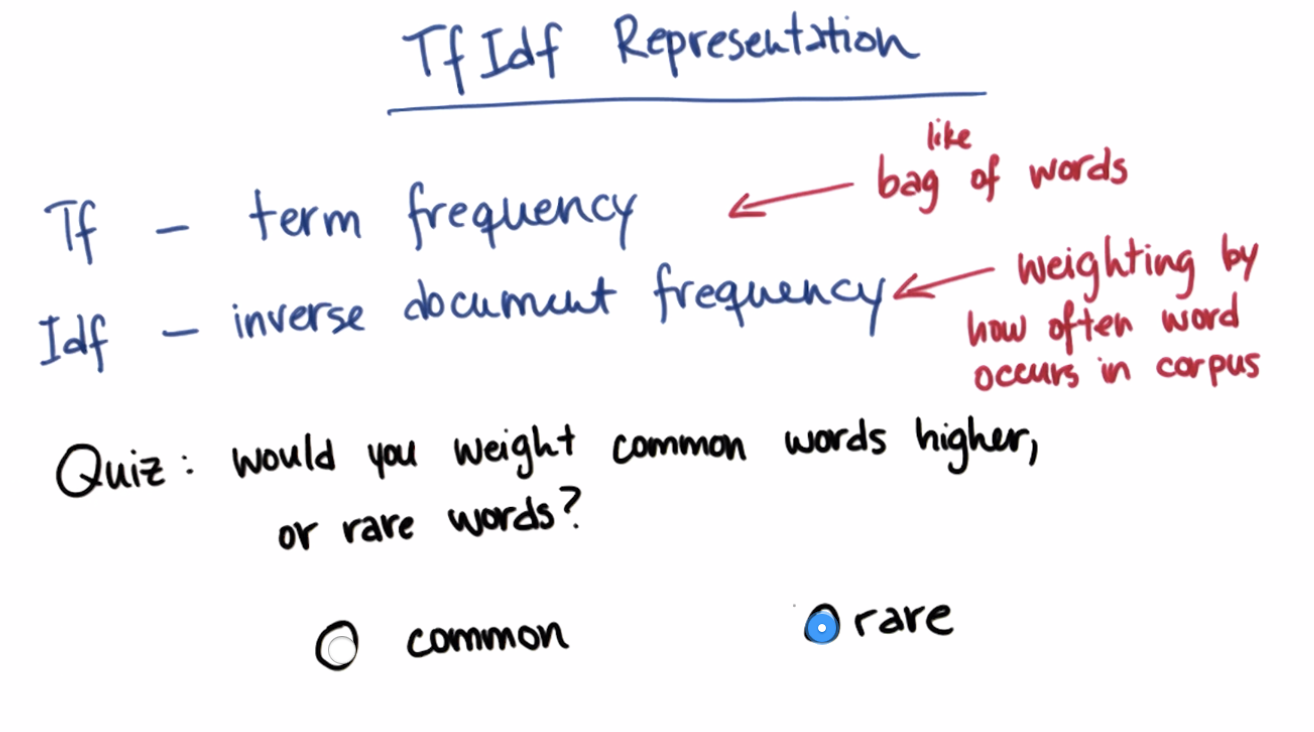 Tf Idf Representation
like
bag of words
Tf – term frequency
weighting by
how often word
occurs in corpus
Idf – inverse document frequency
Quiz: would you weight common words higher,
or rare words?
common
rare